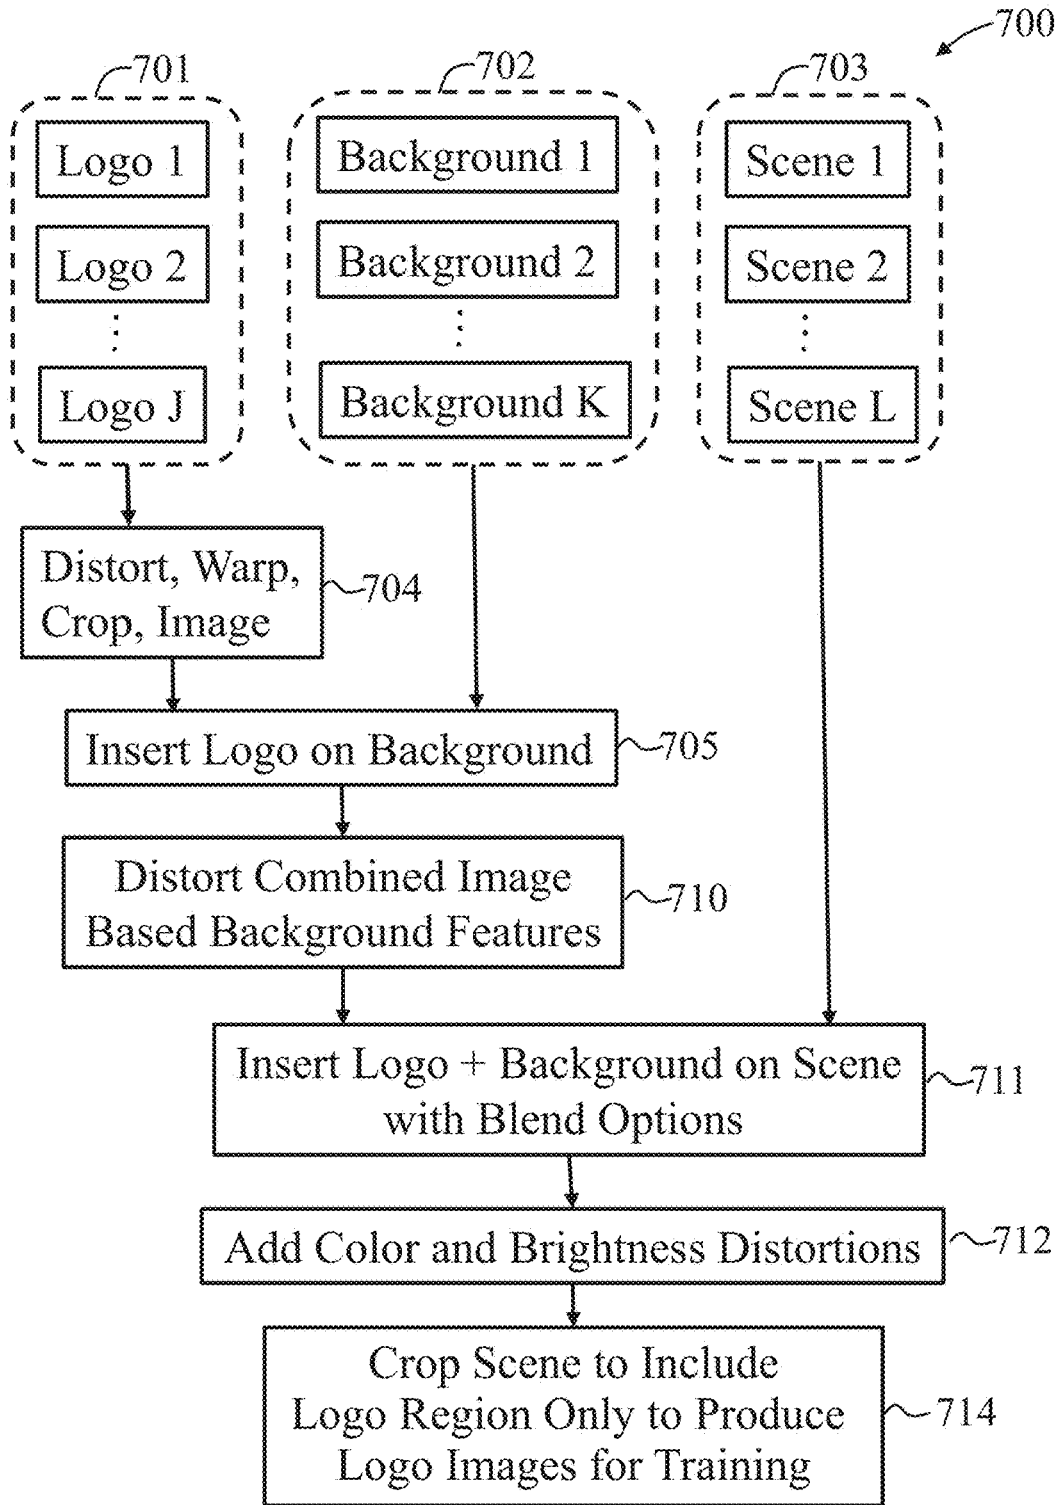 700
701
702
703
Logo 1
Background 1
Scene 1
Logo 2
Background 2
Scene 2
Logo J
Background K
Scene L
Distort, Warp,
Crop, Image
704
Insert Logo on Background
705
Distort Combined Image
Based Background Features
710
Insert Logo + Background on Scene
with Blend Options
711
Add Color and Brightness Distortions
712
Crop Scene to Include
Logo Region Only to Produce
Logo Images for Training
714